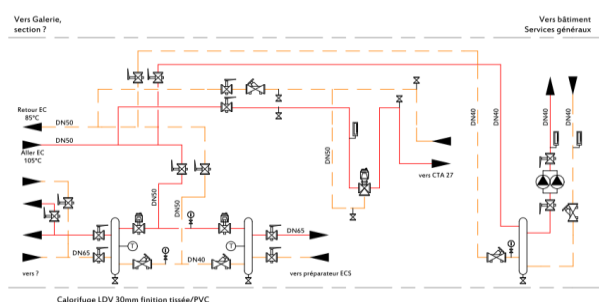 Vers Galerie,
section ?
Vers bâtiment
Services généraux
Retour EC
85°C
DN50
DN50
Aller EC
105°C
DN50
DN50
DN50
DN40
DN40
DN40
vers CTA 27
T
T
DN65
DN65
DN40
vers ?
vers préparateur ECS
Calorifuge LDV 30mm finition tissée/PVC